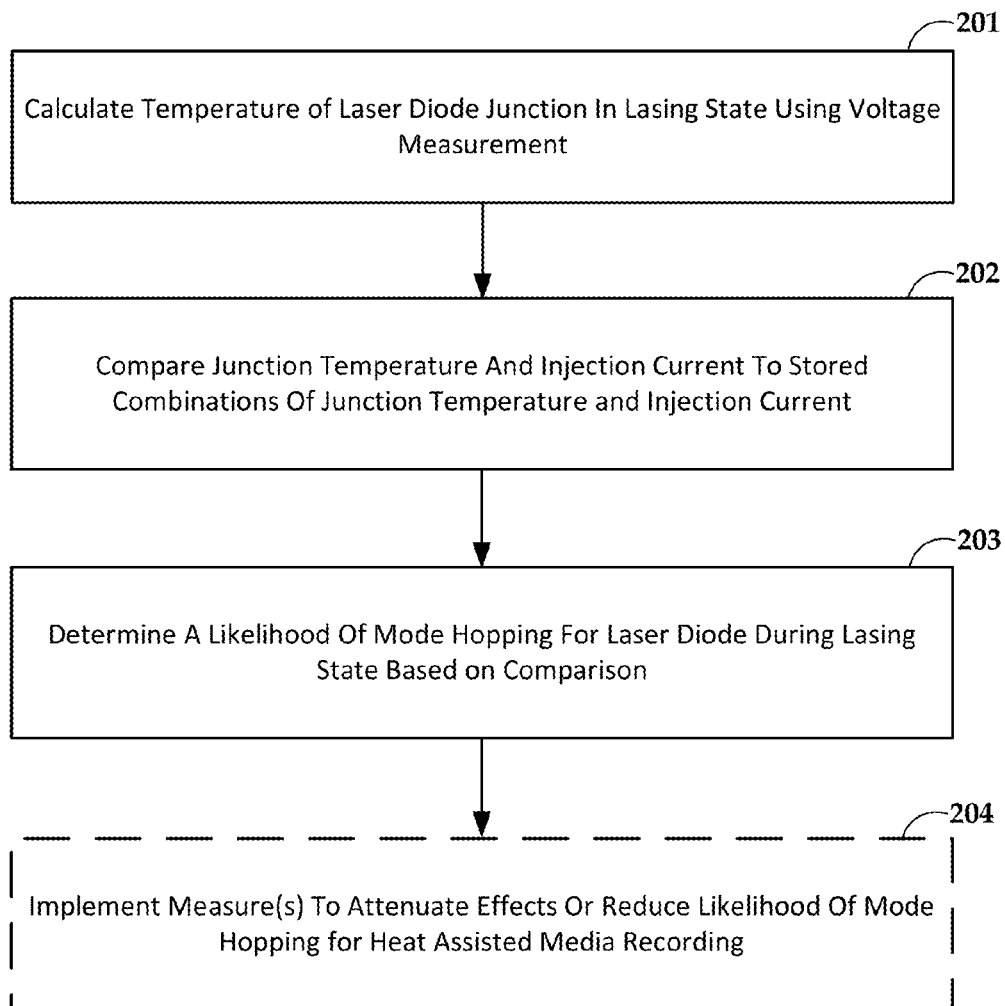 201
Calculate Temperature of Laser Diode Junction In Lasing State Using Voltage
Measurement
202
Compare Junction Temperature And Injection Current To Stored
Combinations Of Junction Temperature and Injection Current
203
Determine A Likelihood Of Mode Hopping For Laser Diode During Lasing
State Based on Comparison
204
Implement Measure(s) To Attenuate Effects Or Reduce Likelihood Of Mode
Hopping for Heat Assisted Media Recording